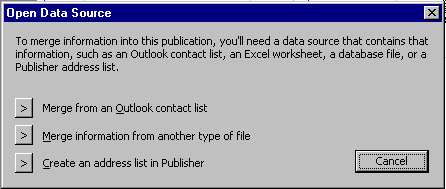 Open Data Source
To merge information into this publication, you'll need a data source that contains that
information, such as an Outlook contact list, an Excel worksheet, a database file, or a
Publisher address list.
> Merge from an Outlook contact list
> Merge information from another type of file
> Create an address list in Publisher
Cancel